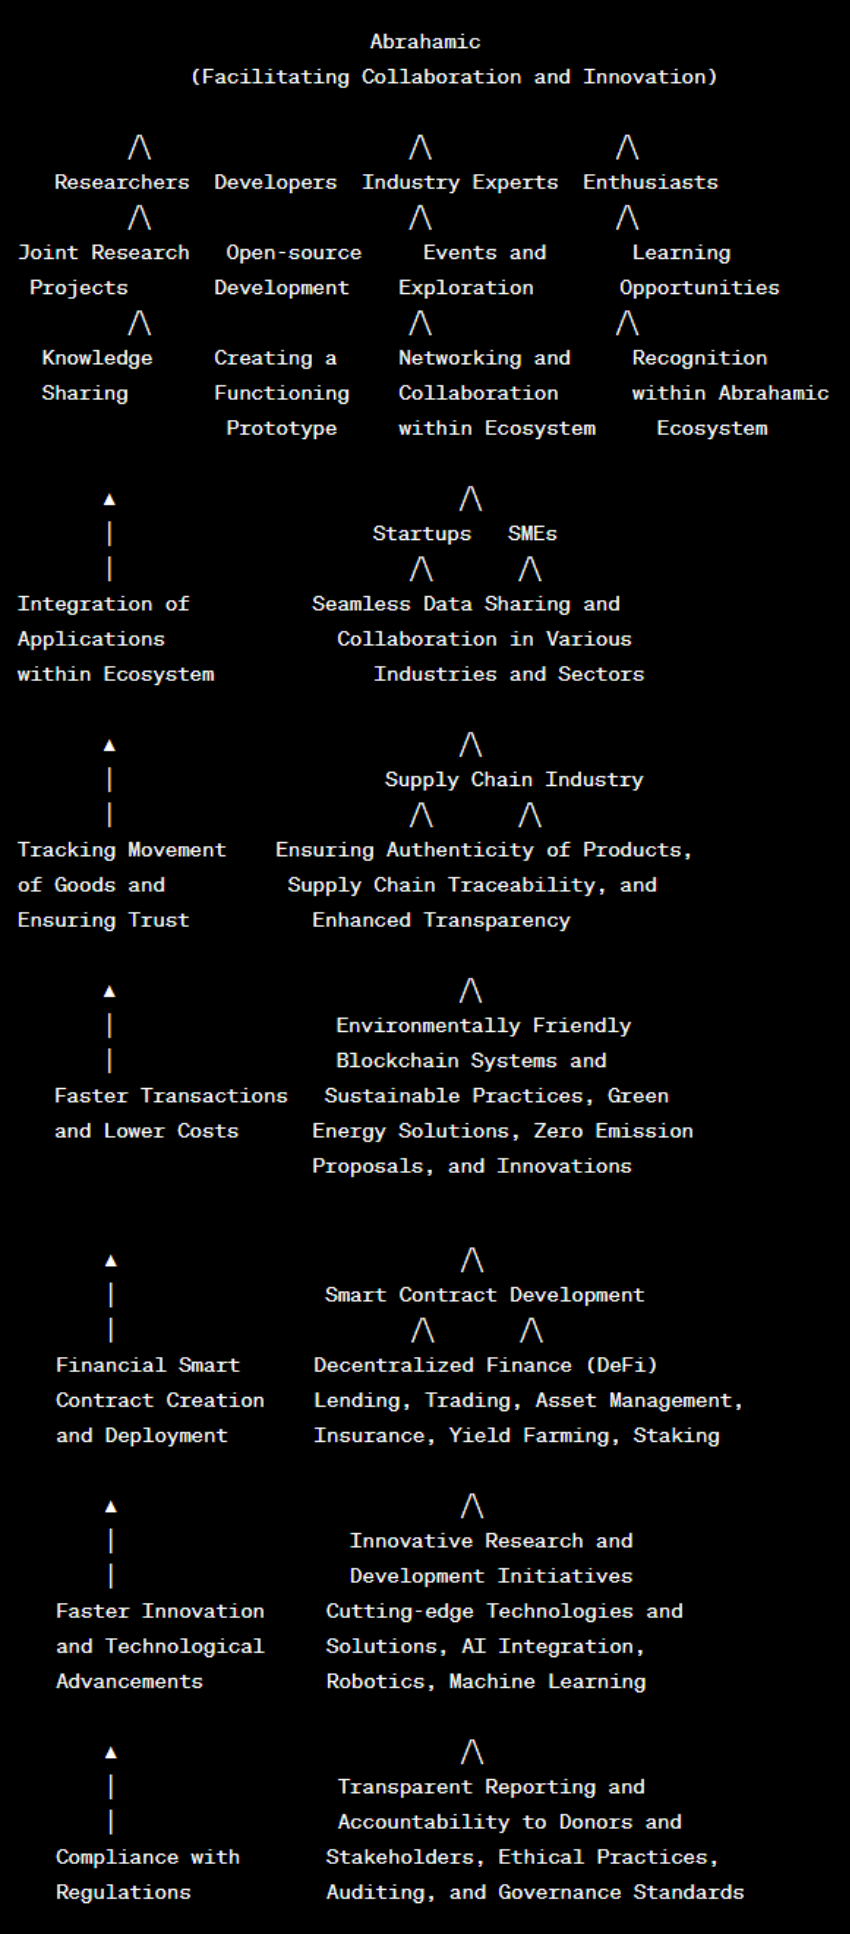 Abrahamic
(Facilitating Collaboration and Innovation)
/\ /\ /\
Researchers Developers Industry Experts Enthusiasts
/\ /\ /\
Joint Research Open-source Events and Learning
Projects Development Exploration Opportunities
/\ /\ /\
Knowledge Creating a Networking and Recognition
Sharing Functioning Collaboration within Abrahamic
Prototype within Ecosystem Ecosystem
▲ /\
| Startups SMEs
| /\ /\
Integration of Seamless Data Sharing and
Applications Collaboration in Various
within Ecosystem Industries and Sectors
▲ /\
| Supply Chain Industry
| /\ /\
Tracking Movement Ensuring Authenticity of Products,
of Goods and Supply Chain Traceability, and
Ensuring Trust Enhanced Transparency
▲ /\
| Environmentally Friendly
| Blockchain Systems and
Faster Transactions Sustainable Practices, Green
and Lower Costs Energy Solutions, Zero Emission
Proposals, and Innovations
▲ /\
| Smart Contract Development
| /\ /\
Financial Smart Decentralized Finance (DeFi)
Contract Creation Lending, Trading, Asset Management,
and Deployment Insurance, Yield Farming, Staking
▲ /\
| Innovative Research and
| Development Initiatives
Faster Innovation Cutting-edge Technologies and
and Technological Solutions, AI Integration,
Advancements Robotics, Machine Learning
▲ /\
| Transparent Reporting and
| Accountability to Donors and
Compliance with Stakeholders, Ethical Practices,
Regulations Auditing, and Governance Standards